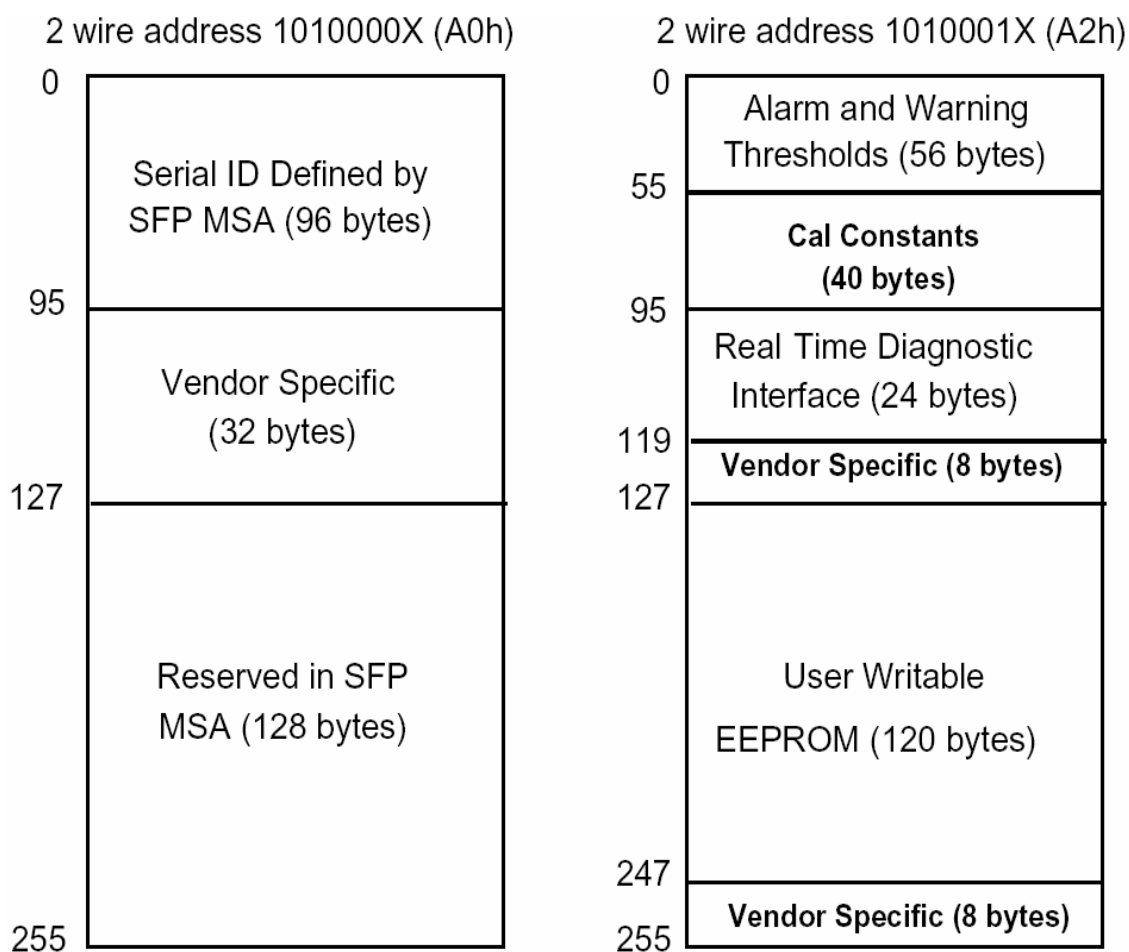 2 wire address 1010000X (A0h)
0
Serial ID Defined by
SFP MSA (96 bytes)
95
Vendor Specific
(32 bytes)
127
Reserved in SFP
MSA (128 bytes)
255
2 wire address 1010001X (A2h)
0
Alarm and Warning
Thresholds (56 bytes)
55
Cal Constants
(40 bytes)
95
Real Time Diagnostic
Interface (24 bytes)
119
Vendor Specific (8 bytes)
127
User Writable
EEPROM (120 bytes)
247
Vendor Specific (8 bytes)
255